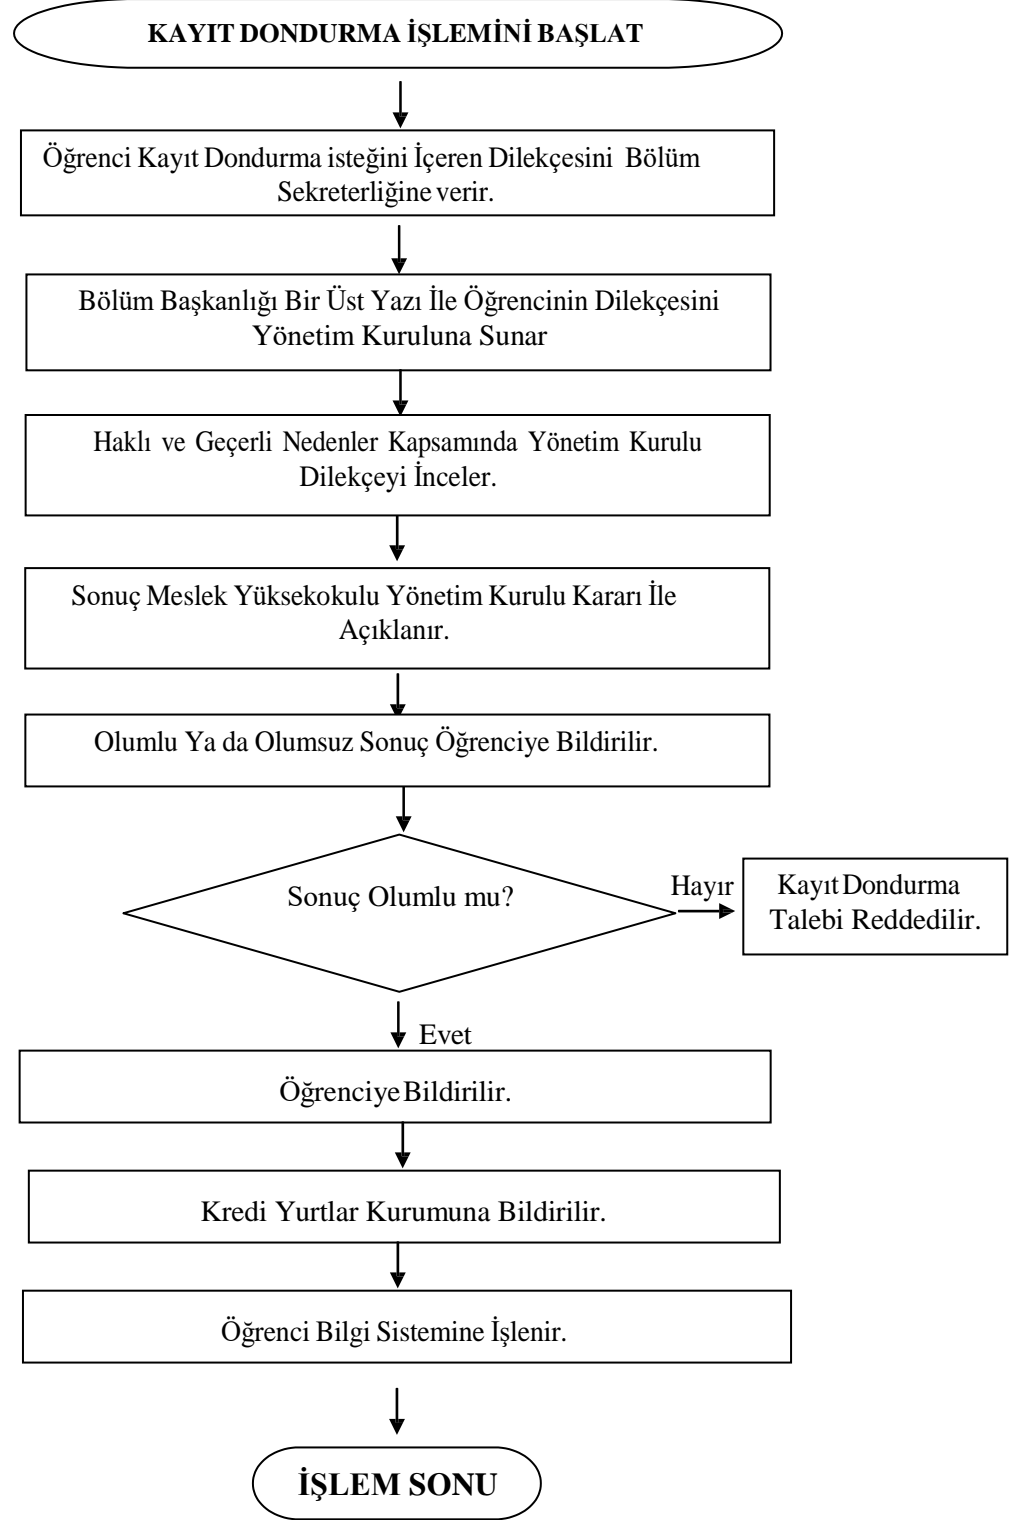 KAYIT DONDURMA İŞLEMİNİ BAŞLAT
Öğrenci Kayıt Dondurma isteğini İçeren Dilekçesini Bölüm
Sekreterliğine verir.
Bölüm Başkanlığı Bir Üst Yazı İle Öğrencinin Dilekçesini
Yönetim Kuruluna Sunar
Haklı ve Geçerli Nedenler Kapsamında Yönetim Kurulu
Dilekçeyi İnceler.
Sonuç Meslek Yüksekokulu Yönetim Kurulu Kararı İle
Açıklanır.
Olumlu Ya da Olumsuz Sonuç Öğrenciye Bildirilir.
Sonuç Olumlu mu?
Hayır
Kayıt Dondurma
Talebi Reddedilir.
Evet
Öğrenciye Bildirilir.
Kredi Yurtlar Kurumuna Bildirilir.
Öğrenci Bilgi Sistemine İşlenir.
İŞLEM SONU